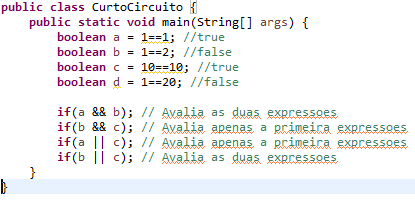 public class CurtoCircuito {
    public static void main(String[] args) {
        boolean a = 1==1; //true
        boolean b = 1==2; //false
        boolean c = 10==10; //true
        boolean d = 1==20; //false

        if(a && b); // Avalia as duas expressoes
        if(b && c); // Avalia apenas a primeira expressoes
        if(a || c); // Avalia apenas a primeira expressoes
        if(b || c); // Avalia as duas expressoes
    }
}